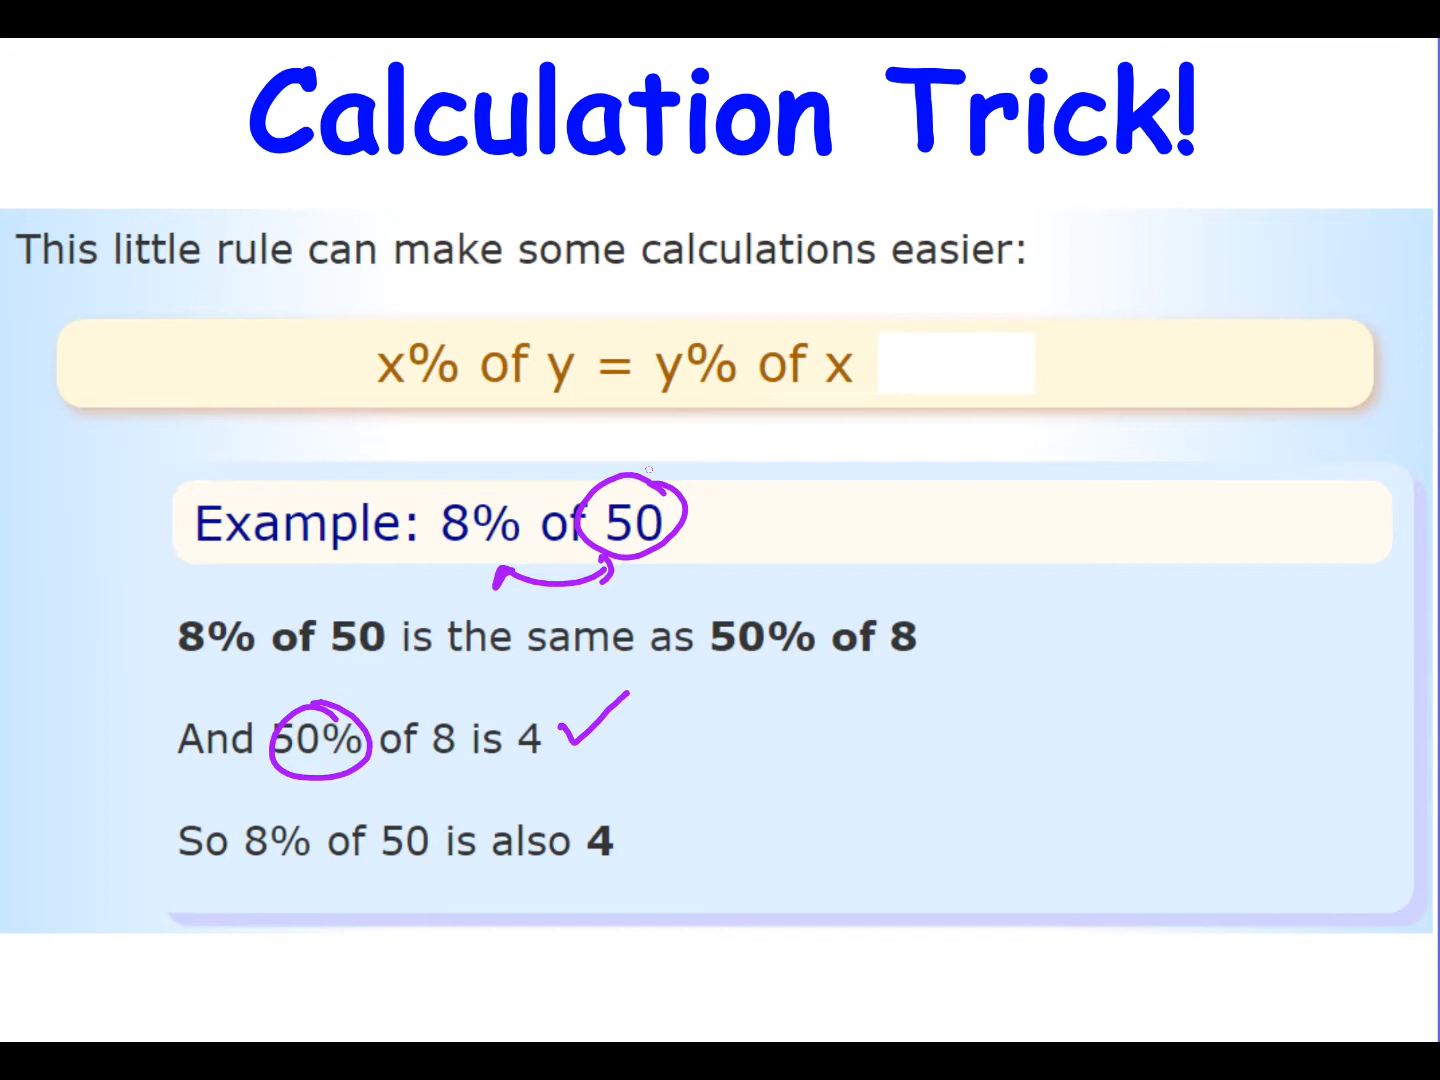 Calculation Trick!
This little rule can make some calculations easier:
x% of y = y% of x
Example: 8% of 50
8% of 50 is the same as 50% of 8
And 50% of 8 is 4
So 8% of 50 is also 4